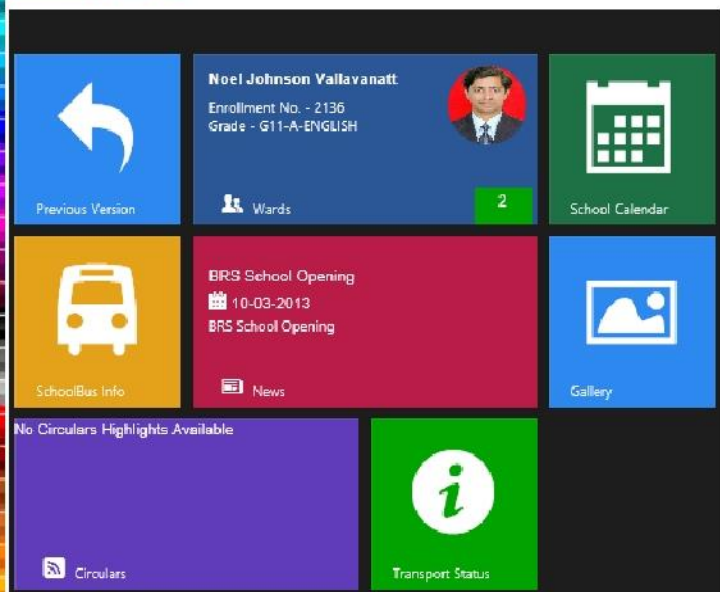 Noel Johnson Vallavanatt
Enrollment No. - 2136
Grade - G11-A-ENGLISH
Previous Version
Wards
2
School Calendar
BRS School Opening
10-03-2013
BRS School Opening
SchoolBus Info
News
Gallery
No Circulars Highlights Available
Circulars
Transport Status